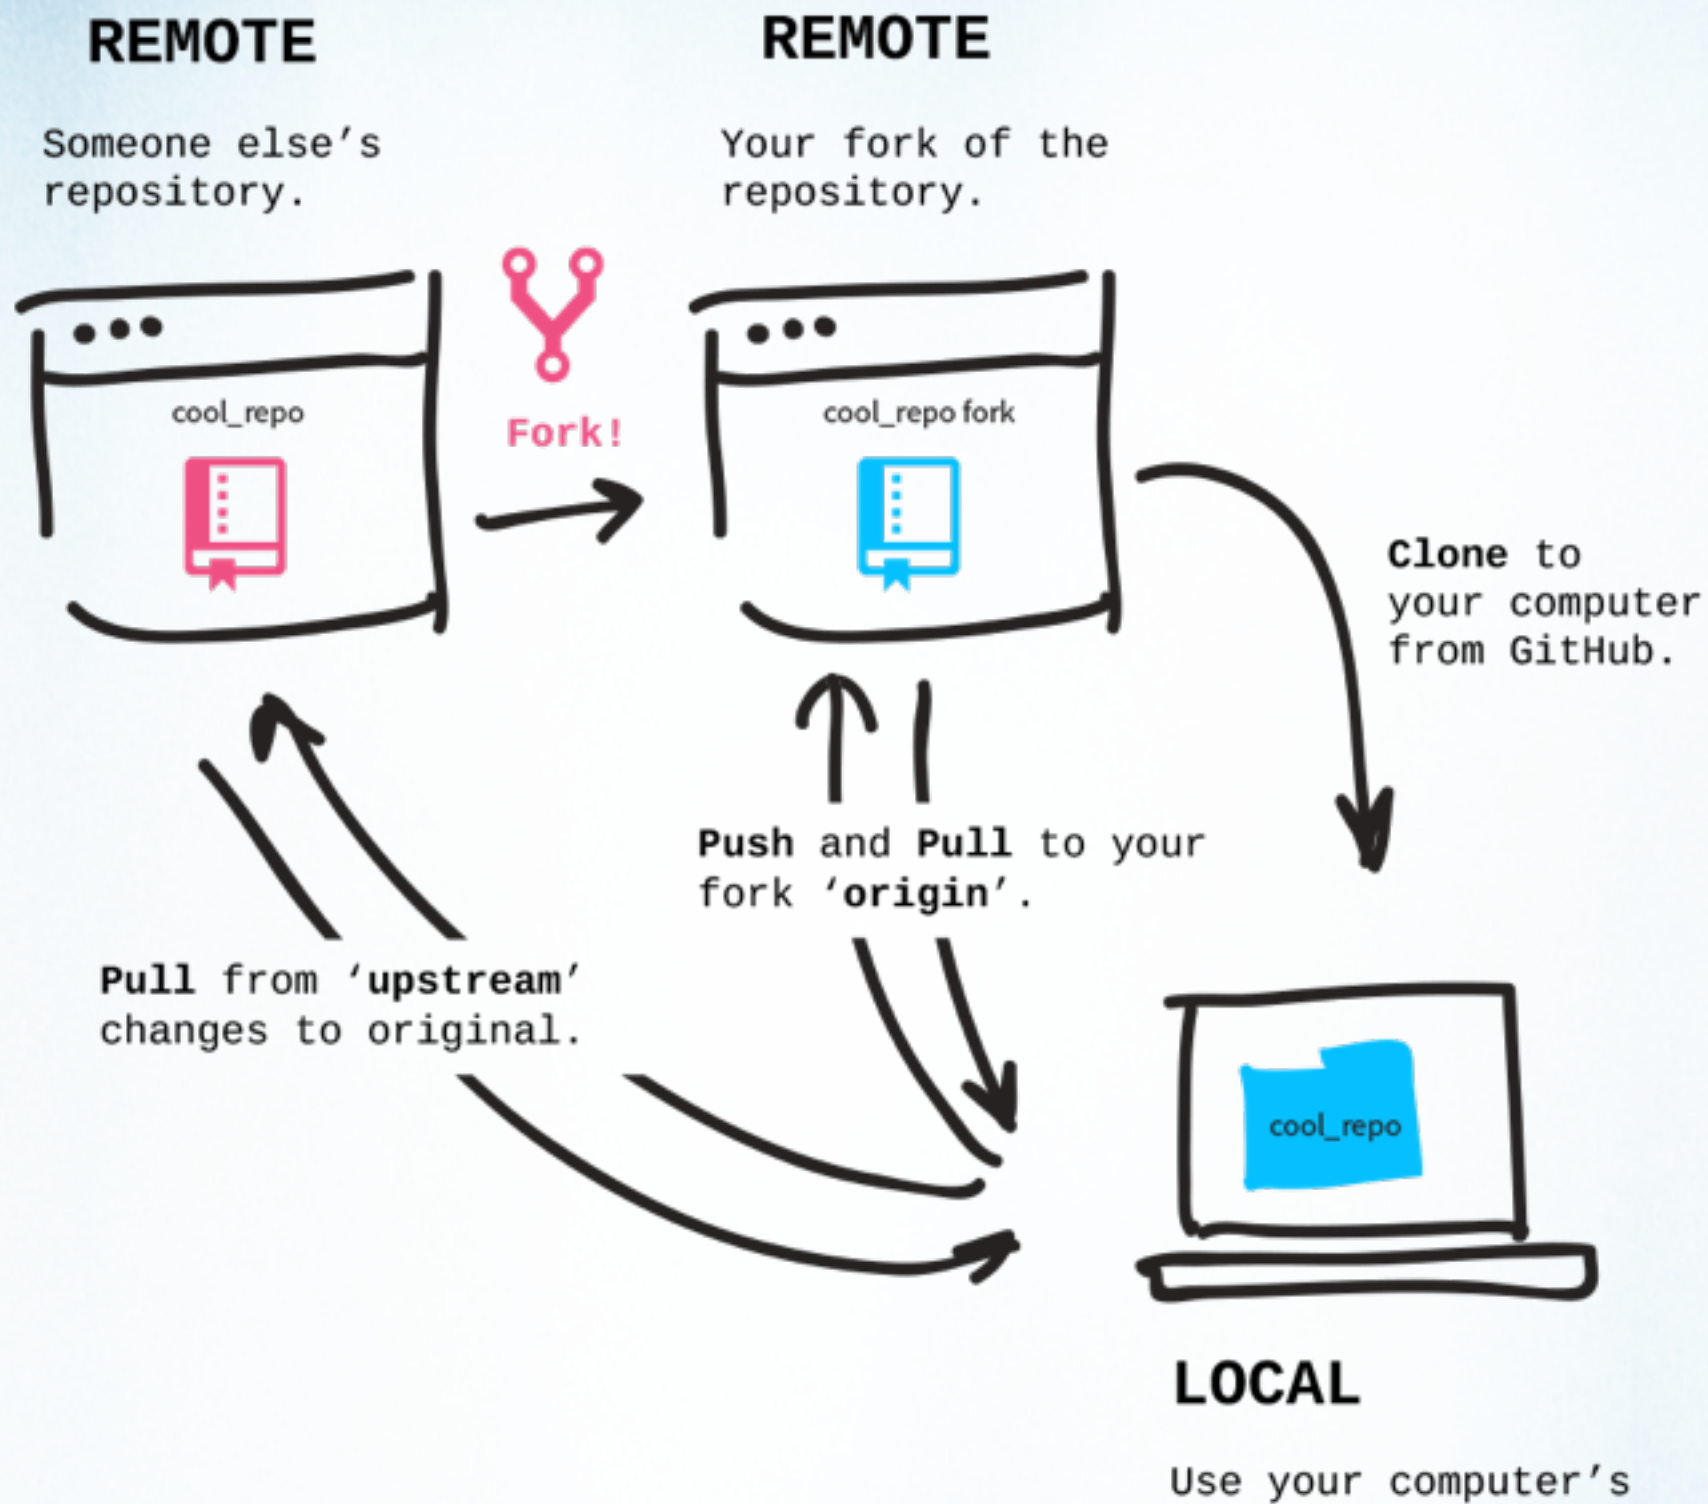 REMOTE
Someone else’s
repository.
REMOTE
Your fork of the
repository.
cool_repo
Fork!
cool_repo fork
Clone to
your computer
from GitHub.
Push and Pull to your
fork ‘origin’.
Pull from ‘upstream’
changes to original.
cool_repo
LOCAL
Use your computer’s